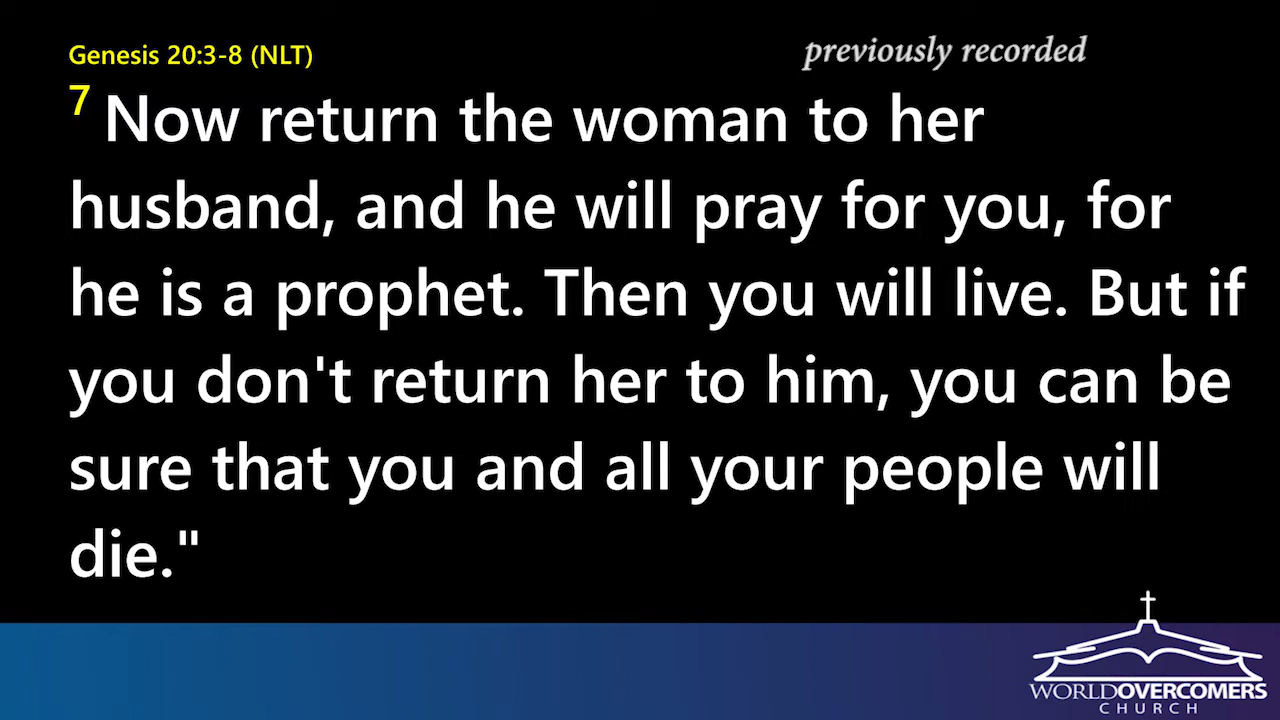 Genesis 20:3-8 (NLT)
previously recorded
7 Now return the woman to her
husband, and he will pray for you, for
he is a prophet. Then you will live. But if
you don't return her to him, you can be
sure that you and all your people will
die."
WORLDOVERCOMERS
CHURCH